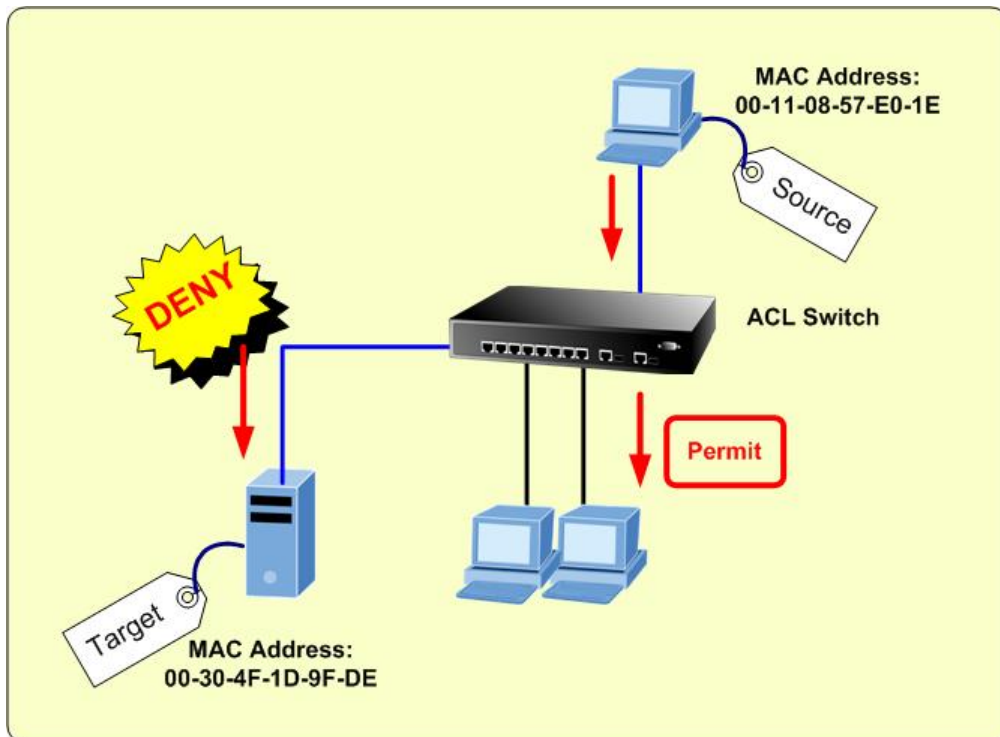 MAC Address:
00-11-08-57-E0-1E
Source
DENY
ACL Switch
Permit
Target
MAC Address:
00-30-4F-1D-9F-DE